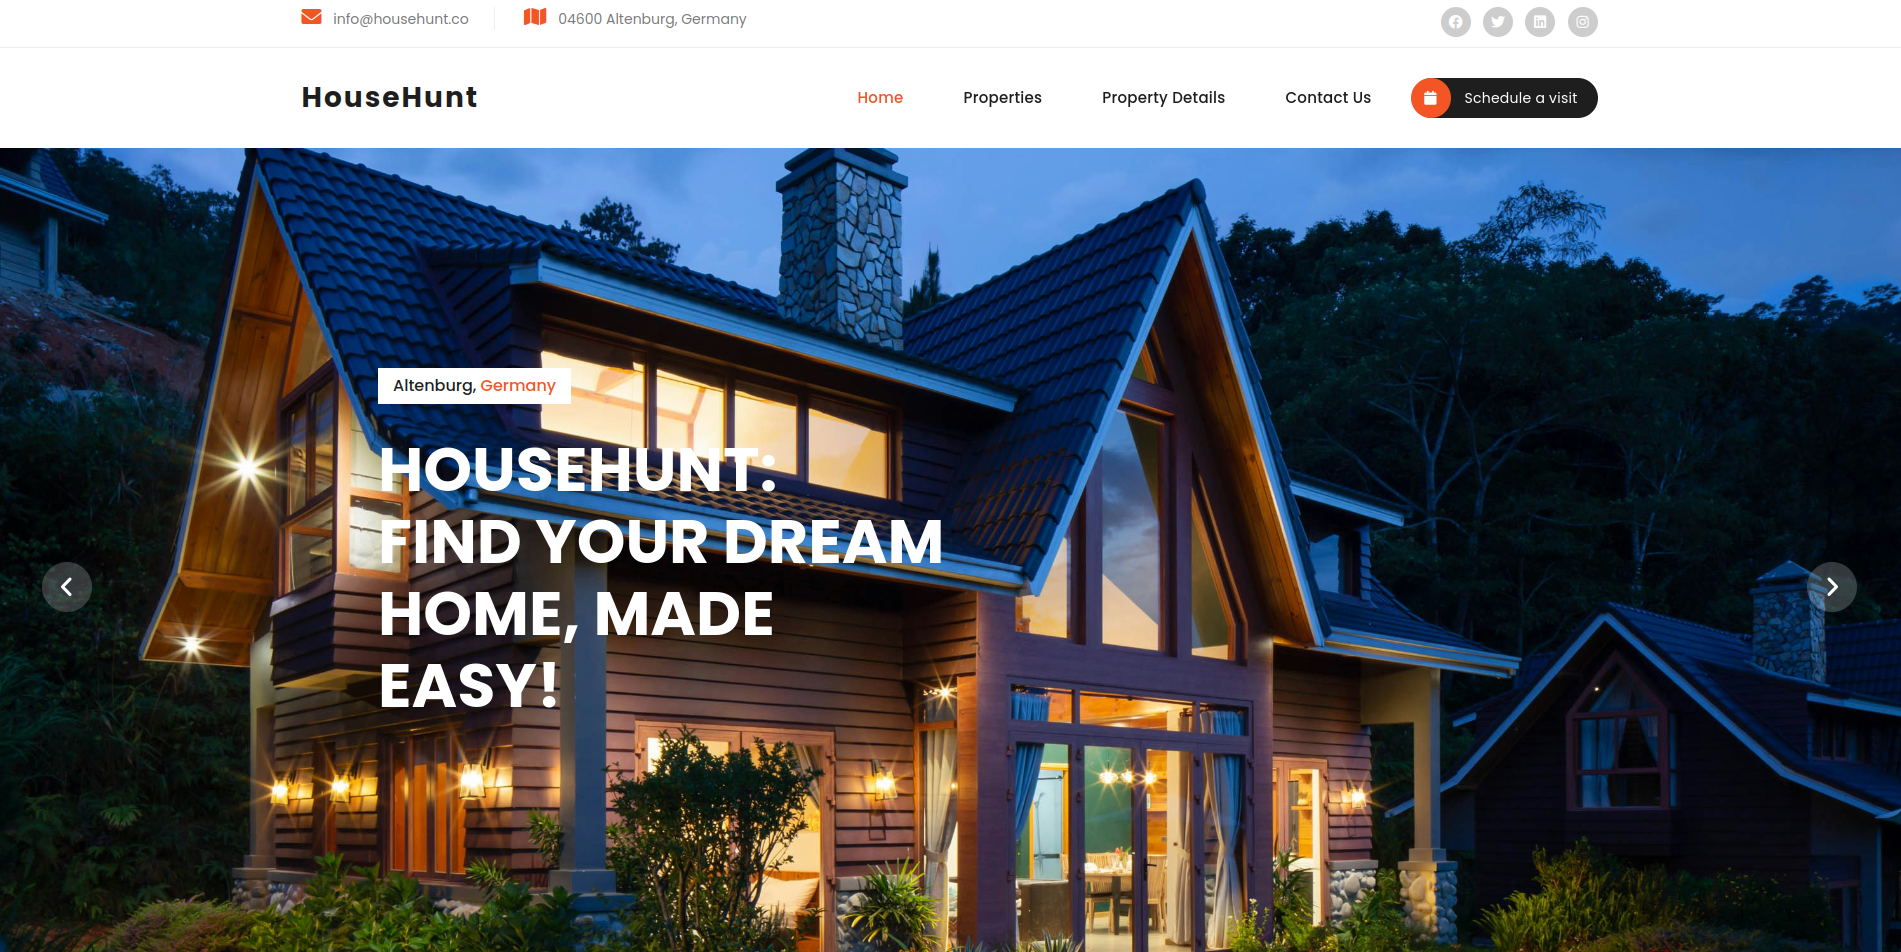 info@househunt.co
04600 Altenburg, Germany
HouseHunt
Home
Properties
Property Details
Contact Us
Schedule a visit
Altenburg, Germany
HOUSEHUNT:
FIND YOUR DREAM
HOME, MADE
EASY!